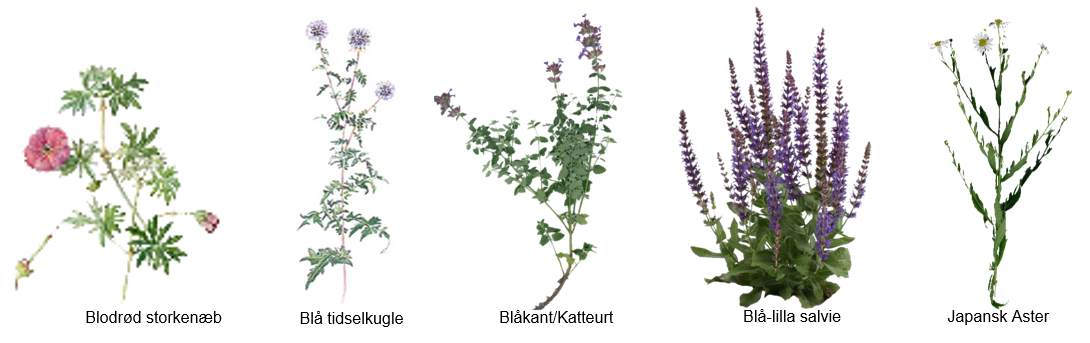 Blodrød storkenæb
Blå tidselkugle
Blåkant/Katteurt
Blå-lilla salvie
Japansk Aster